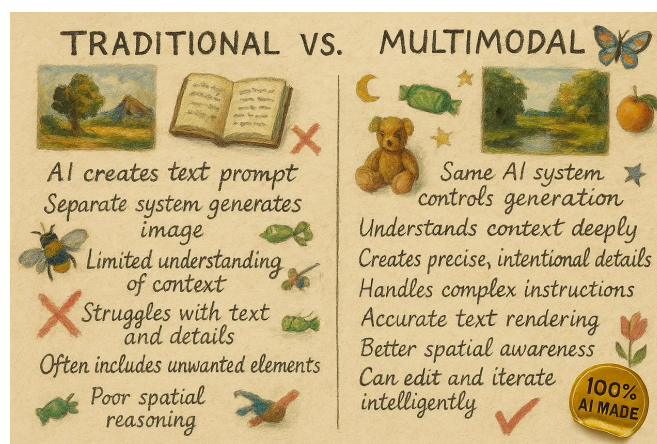 TRADITIONAL VS. MULTIMODAL
AI creates text prompt
Separate system generates
image
Limited understanding
of context
Struggles with text
and details
Often includes unwanted elements
Poor spatial
reasoning
Same AI system
controls generation
Understands context deeply
Creates precise, intentional details
Handles complex instructions
Accurate text rendering
Better spatial awareness
Can edit and iterate
intelligently
100%
AI MADE